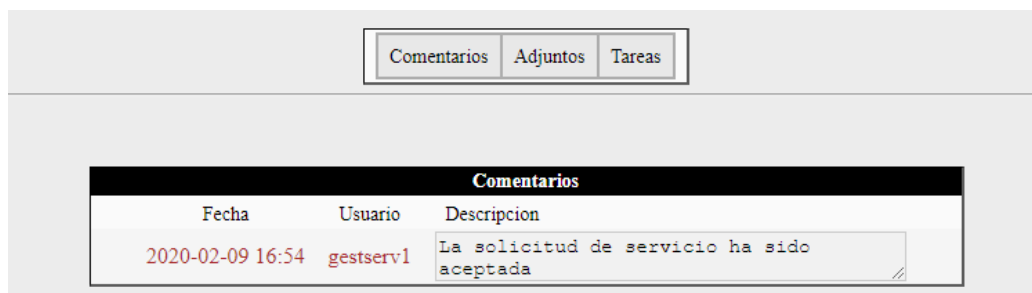 Comentarios Adjuntos Tareas
Comentarios
Fecha Usuario Descripcion
2020-02-09 16:54 gestserv1 La solicitud de servicio ha sido
aceptada